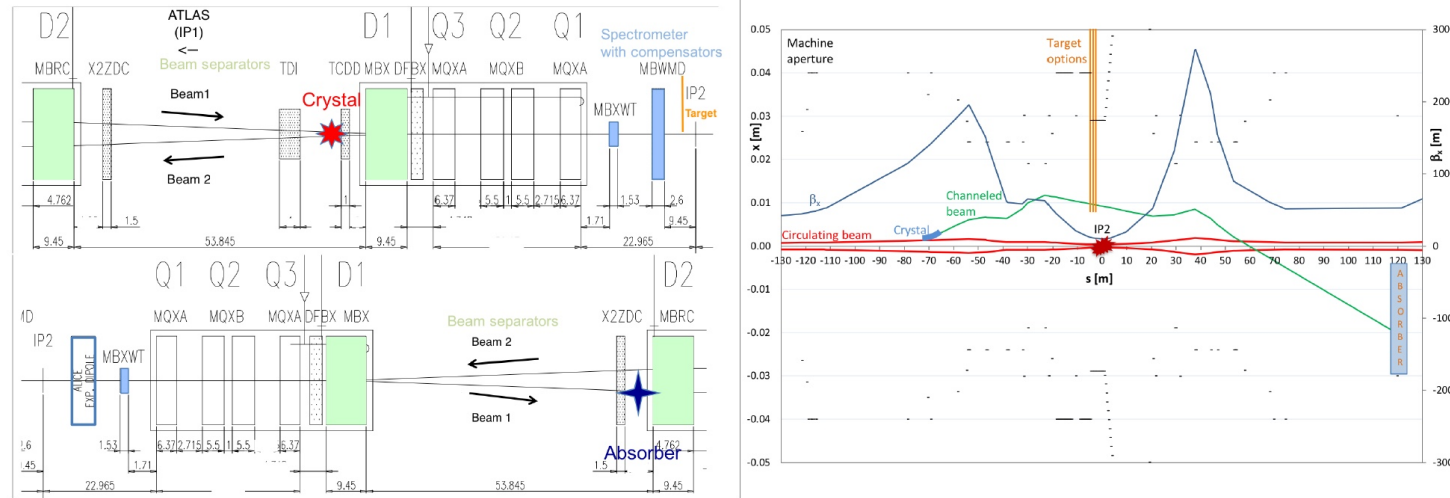 ATLAS
(IP1)
<–
D2
D1
Q3
Q2
Q1
Spectrometer
with compensators
MBRC
X2ZDC
Beam separators
TDI
TCDD
MBX
DFBX
MQXA
MQXB
MQXA
MBWMD
Beam1
Crystal
MBXWT
IP2
Target
Beam 2
4.762
1.5
1
6.37
5.5
1
5.5
2.715
6.37
1.53
2.6
1.71
9.45
9.45
53.845
9.45
22.965
Q1
Q2
Q3
D1
D2
MD
MQXA
MQXB
MQXA
DFBX
MBX
Beam separators
X2ZDC
MBRC
IP2
MBXWT
Beam 2
ALICE
EXP. DIPOLE
Beam 1
2.6
1.53
6.37
2.715
5.5
1
5.5
6.37
Absorber
4.762
.45
1.71
1.5
22.965
9.45
53.845
9.45
0.05
0.04
0.03
0.02
0.01
0.00
-0.01
-0.02
-0.03
-0.04
-0.05
x [m]
Machine
aperture
Target
options
βx
Channeled
beam
Crystal
Circulating beam
IP2
-130 -120 -110 -100 -90 -80 -70 -60 -50 -40 -30 -20 -10 0 10 20 30 40 50 60 70 80 90 100 110 120 130
s [m]
ABSORBER
300
200
100
0
-100
-200
-300
βx [m]